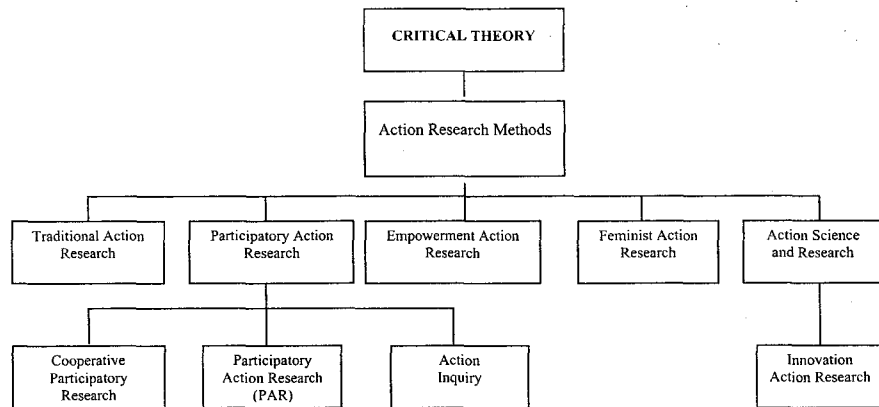 CRITICAL THEORY
Action Research Methods
Traditional Action
Research
Participatory Action
Research
Empowerment Action
Research
Feminist Action
Research
Action Science
and Research
Cooperative
Participatory
Research
Participatory
Action Research
(PAR)
Action
Inquiry
Innovation
Action Research